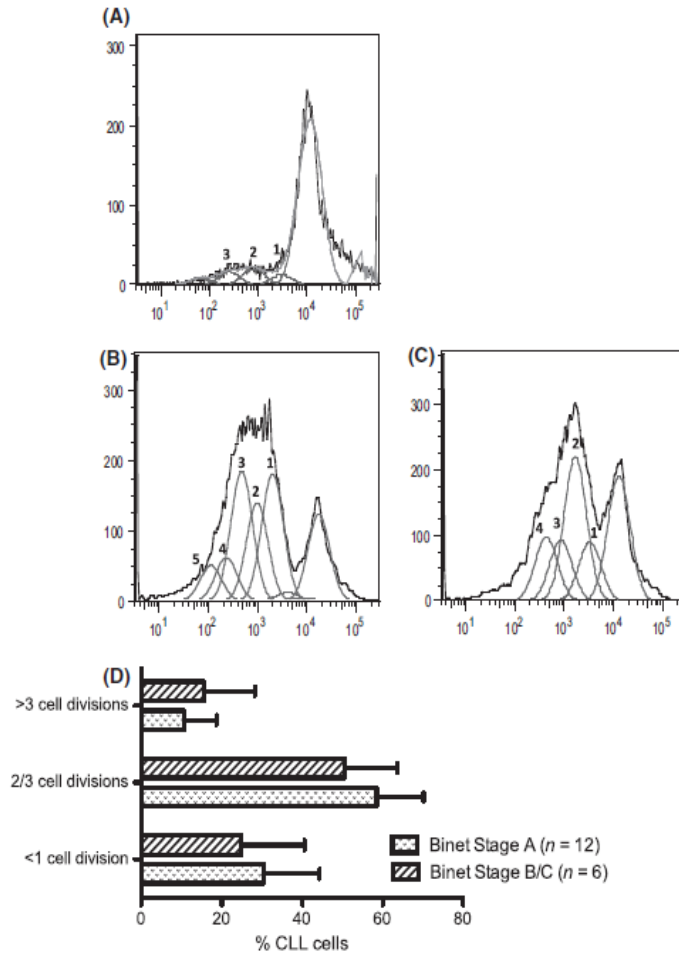 (A)
300
200
100
0
3 2 1
10^1 10^2 10^3 10^4 10^5
(B)
300
200
100
0
5 4 3 2 1
10^1 10^2 10^3 10^4 10^5
(C)
300
200
100
0
4 3 2 1
10^1 10^2 10^3 10^4 10^5
(D)
>3 cell divisions
2/3 cell divisions
<1 cell division
Binet Stage A (n = 12)
Binet Stage B/C (n = 6)
0 20 40 60 80
% CLL cells